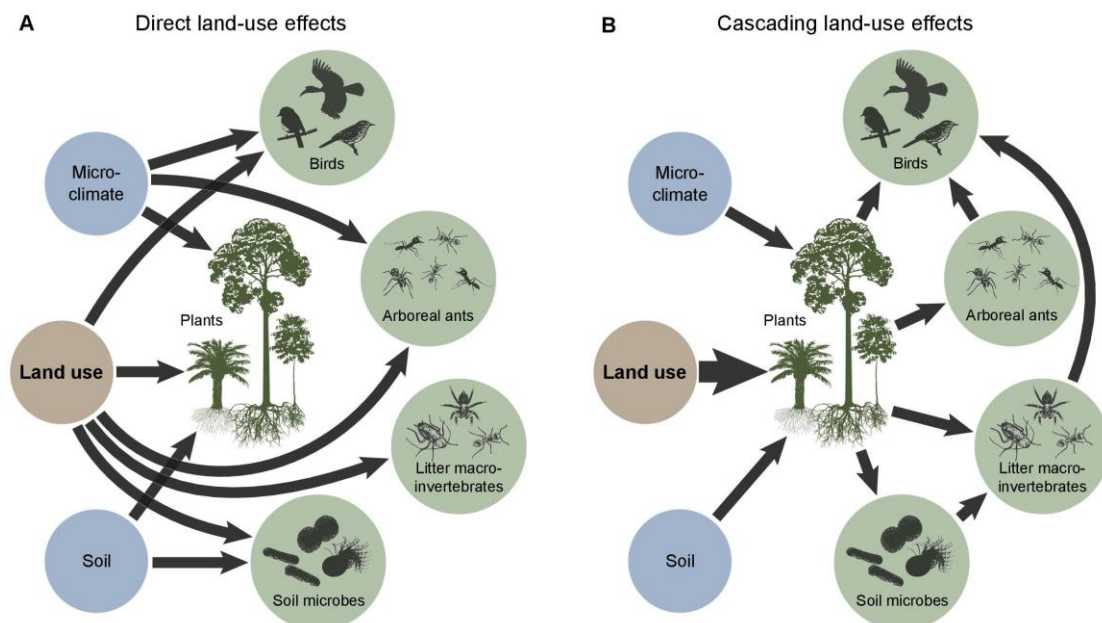 A Direct land-use effects
Birds
Micro-
climate
Arboreal ants
Plants
Land use
Litter macro-
invertebrates
Soil
Soil microbes
B Cascading land-use effects
Birds
Micro-
climate
Arboreal ants
Plants
Land use
Litter macro-
invertebrates
Soil
Soil microbes